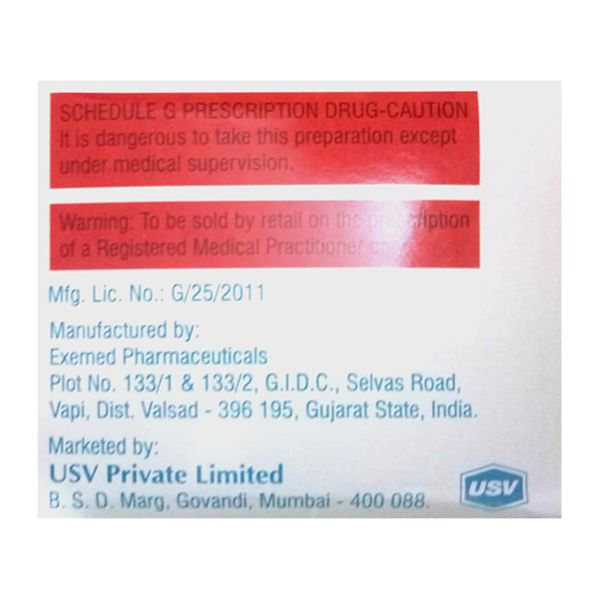 SCHEDULE G PRESCRIPTION DRUG-CAUTION
It is dangerous to take this preparation except
under medical supervision.
Warning: To be sold by retail on the prescription
of a Registered Medical Practitioner only.
Mfg. Lic. No.: G/25/2011
Manufactured by:
Exemed Pharmaceuticals
Plot No. 133/1 & 133/2, G.I.D.C., Selvas Road,
Vapi, Dist. Valsad - 396 195, Gujarat State, India.
Marketed by:
USV Private Limited
B. S. D. Marg, Govandi, Mumbai - 400 088.
USV